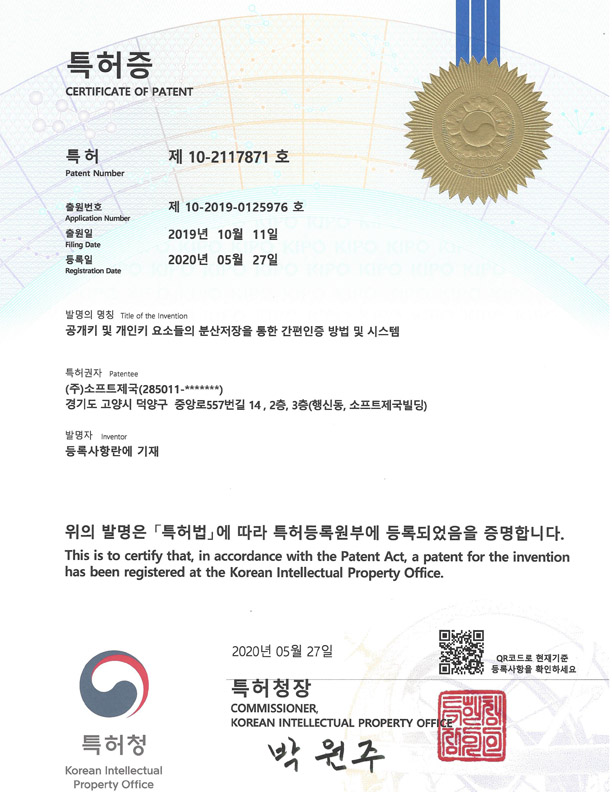 특허증
CERTIFICATE OF PATENT
특허 제 10-2117871 호
Patent Number
출원번호 제 10-2019-0125976 호
Application Number
출원일 2019년 10월 11일
Filing Date
등록일 2020년 05월 27일
Registration Date
발명의 명칭 Title of the Invention
공개키 및 개인키 요소들의 분산저장을 통한 간편인증 방법 및 시스템
특허권자 Patentee
(주)소프트제국(285011-*******)
경기도 고양시 덕양구 중앙로557번길 14 , 2층, 3층(행신동, 소프트제국빌딩)
발명자 Inventor
등록사항란에 기재
위의 발명은 「특허법」에 따라 특허등록원부에 등록되었음을 증명합니다.
This is to certify that, in accordance with the Patent Act, a patent for the invention
has been registered at the Korean Intellectual Property Office.
2020년 05월 27일
QR코드로 현재기준
등록사항을 확인하세요
특허청장
COMMISSIONER,
KOREAN INTELLECTUAL PROPERTY OFFICE
박원주
특허청
Korean Intellectual
Property Office